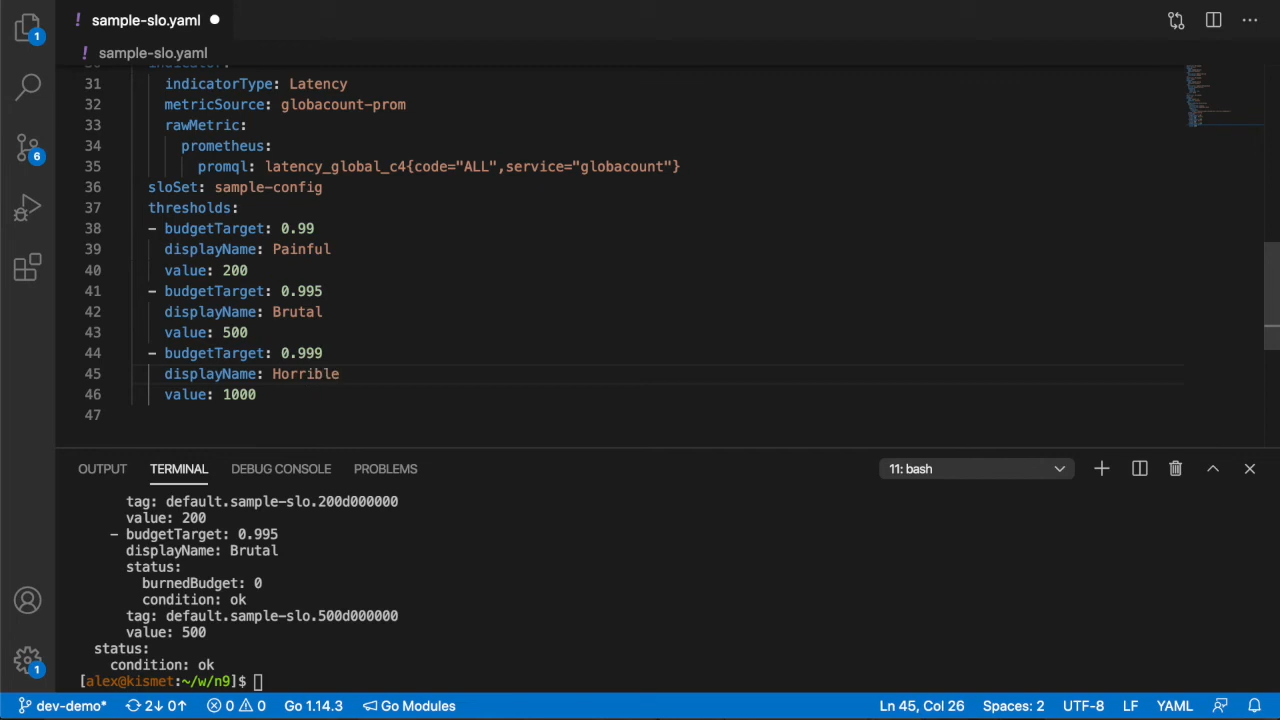 sample-slo.yaml
sample-slo.yaml
1
6
1
30 indicator:
31 indicatorType: Latency
32 metricSource: globacount-prom
33 rawMetric:
34 prometheus:
35 promql: latency_global_c4{code="ALL",service="globacount"}
36 sloSet: sample-config
37 thresholds:
38 - budgetTarget: 0.99
39 displayName: Painful
40 value: 200
41 - budgetTarget: 0.995
42 displayName: Brutal
43 value: 500
44 - budgetTarget: 0.999
45 displayName: Horrible
46 value: 1000
47
OUTPUT TERMINAL DEBUG CONSOLE PROBLEMS 11: bash
tag: default.sample-slo.200d000000
value: 200
- budgetTarget: 0.995
displayName: Brutal
status:
burnedBudget: 0
condition: ok
tag: default.sample-slo.500d000000
value: 500
status:
condition: ok
[alex@kismet:~/w/n9]$
dev-demo* 2↓ 0↑ 0 0 Go 1.14.3 Go Modules Ln 45, Col 26 Spaces: 2 UTF-8 LF YAML